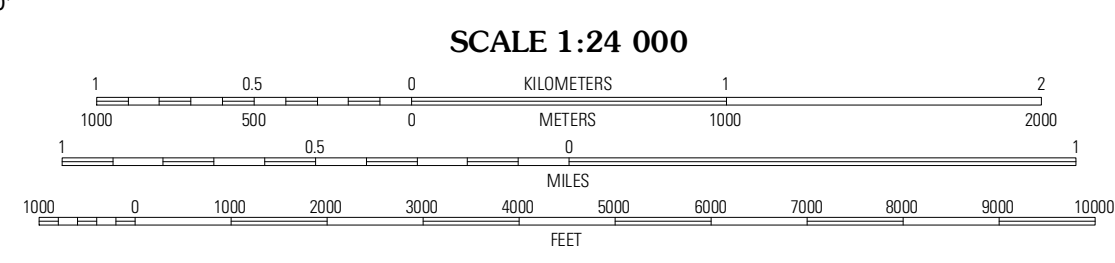 0°
SCALE 1:24 000
1 0.5 0 KILOMETERS 1 2
1000 500 0 METERS 1000 2000
1 0.5 0 1
MILES
1000 0 1000 2000 3000 4000 5000 6000 7000 8000 9000 10000
FEET